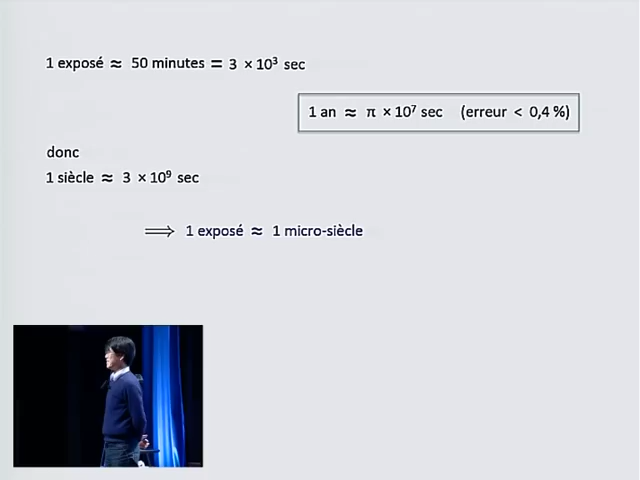 1 exposé ≈ 50 minutes = 3 × 10³ sec
1 an ≈ π × 10⁷ sec (erreur < 0,4 %)
donc
1 siècle ≈ 3 × 10⁹ sec
⟹ 1 exposé ≈ 1 micro-siècle